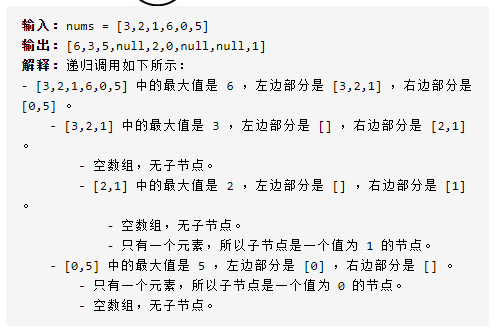 输入：nums = [3,2,1,6,0,5]
输出：[6,3,5,null,2,0,null,null,1]
解释：递归调用如下所示：
- [3,2,1,6,0,5] 中的最大值是 6 ，左边部分是 [3,2,1] ，右边部分是
[0,5] 。
- [3,2,1] 中的最大值是 3 ，左边部分是 [] ，右边部分是 [2,1]
。
- 空数组，无子节点。
- [2,1] 中的最大值是 2 ，左边部分是 [] ，右边部分是 [1]
。
- 空数组，无子节点。
- 只有一个元素，所以子节点是一个值为 1 的节点。
- [0,5] 中的最大值是 5 ，左边部分是 [0] ，右边部分是 [] 。
- 只有一个元素，所以子节点是一个值为 0 的节点。
- 空数组，无子节点。